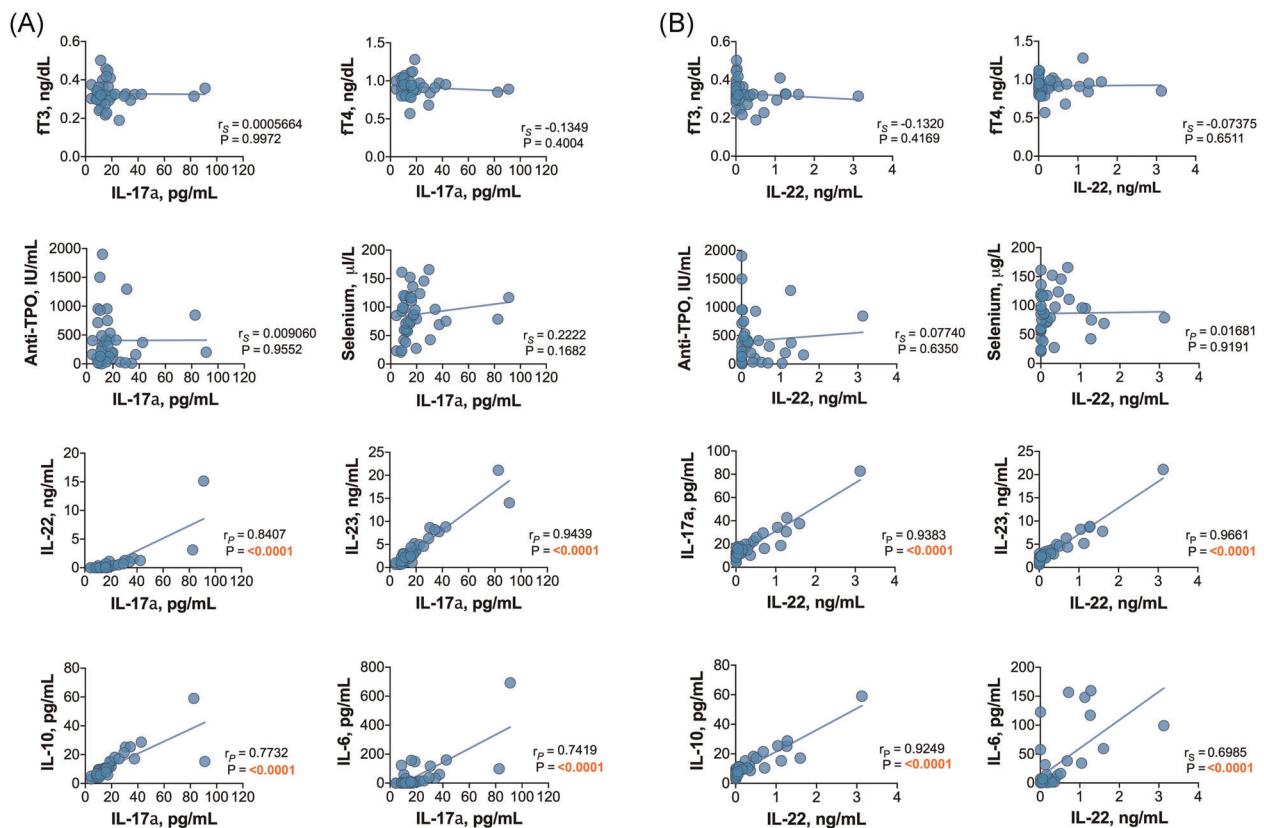 (A)
(B)
fT3, ng/dL
0.6
0.4
0.2
0.0
0 20 40 60 80 100 120
IL-17a, pg/mL
rS = 0.0005664
P = 0.9972
fT4, ng/dL
1.5
1.0
0.5
0.0
0 20 40 60 80 100 120
IL-17a, pg/mL
rS = -0.1349
P = 0.4004
fT3, ng/dL
0.6
0.4
0.2
0.0
0 1 2 3 4
IL-22, ng/mL
rS = -0.1320
P = 0.4169
fT4, ng/dL
1.5
1.0
0.5
0.0
0 1 2 3 4
IL-22, ng/mL
rS = -0.07375
P = 0.6511
Anti-TPO, IU/mL
2000
1500
1000
500
0
0 20 40 60 80 100 120
IL-17a, pg/mL
rS = 0.009060
P = 0.9552
Selenium, µl/L
200
150
100
50
0
0 20 40 60 80 100 120
IL-17a, pg/mL
rS = 0.2222
P = 0.1682
Anti-TPO, IU/mL
2000
1500
1000
500
0
0 1 2 3 4
IL-22, ng/mL
rS = 0.07740
P = 0.6350
Selenium, µg/L
200
150
100
50
0
0 1 2 3 4
IL-22, ng/mL
rP = 0.01681
P = 0.9191
IL-22, ng/mL
20
15
10
5
0
0 20 40 60 80 100 120
IL-17a, pg/mL
rP = 0.8407
P = <0.0001
IL-23, ng/mL
25
20
15
10
5
0
0 20 40 60 80 100 120
IL-17a, pg/mL
rP = 0.9439
P = <0.0001
IL-17a, pg/mL
100
80
60
40
20
0
0 1 2 3 4
IL-22, ng/mL
rP = 0.9383
P = <0.0001
IL-23, ng/mL
25
20
15
10
5
0
0 1 2 3 4
IL-22, ng/mL
rP = 0.9661
P = <0.0001
IL-10, pg/mL
80
60
40
20
0
0 20 40 60 80 100 120
IL-17a, pg/mL
rP = 0.7732
P = <0.0001
IL-6, pg/mL
800
600
400
200
0
0 20 40 60 80 100 120
IL-17a, pg/mL
rP = 0.7419
P = <0.0001
IL-10, pg/mL
80
60
40
20
0
0 1 2 3 4
IL-22, ng/mL
rP = 0.9249
P = <0.0001
IL-6, pg/mL
200
150
100
50
0
0 1 2 3 4
IL-22, ng/mL
rS = 0.6985
P = <0.0001